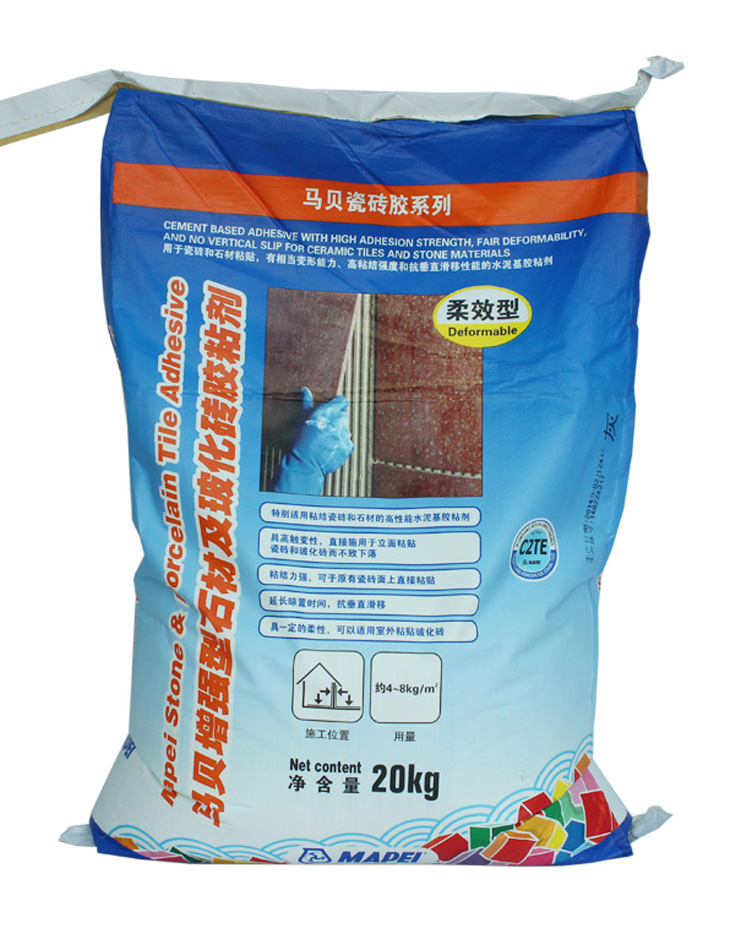 马贝瓷砖胶系列
CEMENT BASED ADHESIVE WITH HIGH ADHESION STRENGTH, FAIR DEFORMABILITY,
AND NO VERTICAL SLIP FOR CERAMIC TILES AND STONE MATERIALS
用于瓷砖和石材粘贴，有相当变形能力、高粘结强度和抗垂直滑移性能的水泥基胶粘剂
柔效型
Deformable
Mapei Stone & Porcelain Tile Adhesive
马贝增强型石材及玻化砖胶粘剂
灰
特别适用粘结瓷砖和石材的高性能水泥基胶粘剂
具高触变性，直接施用于立面粘贴
瓷砖和玻化砖而不致下落
粘结力强，可于原有瓷砖面上直接粘贴
延长晾置时间，抗垂直滑移
具一定的柔性，可以适用室外粘贴玻化砖
C2TE
MAPEI
约4~8kg/m²
施工位置
用量
Net content
净含量 20kg
MAPEI